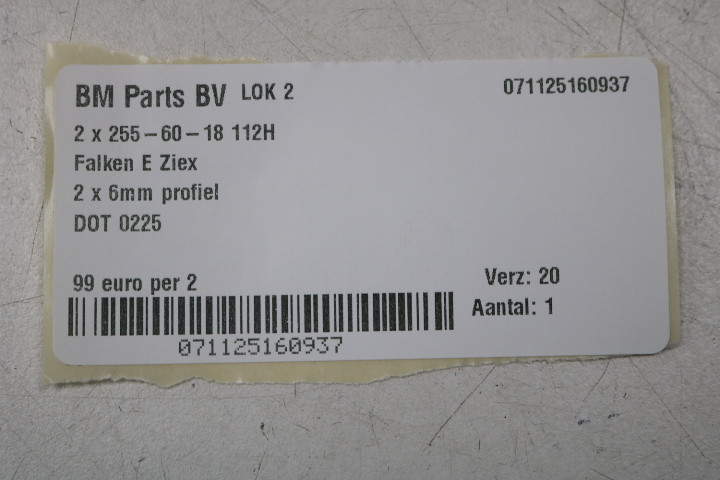 BM Parts BV LOK 2 071125160937
2 x 255-60-18 112H
Falken E Ziex
2 x 6mm profiel
DOT 0225
99 euro per 2 Verz: 20
Aantal: 1
071125160937